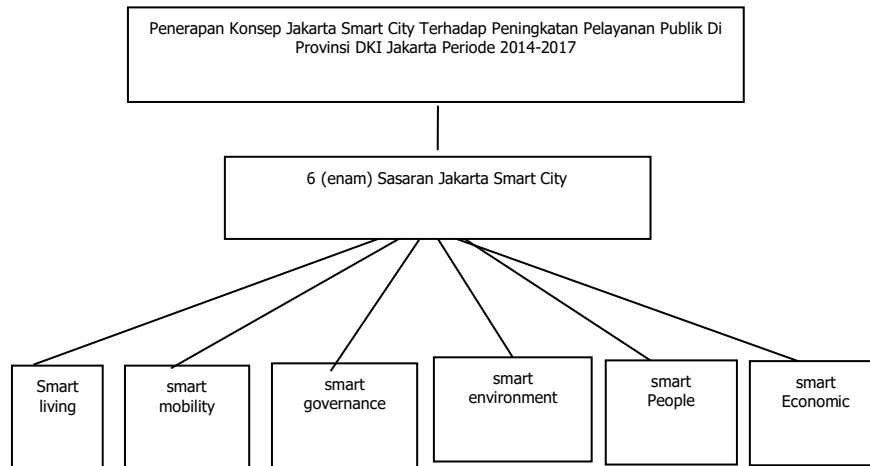 Penerapan Konsep Jakarta Smart City Terhadap Peningkatan Pelayanan Publik Di
Provinsi DKI Jakarta Periode 2014-2017
6 (enam) Sasaran Jakarta Smart City
Smart
living
smart
mobility
smart
governance
smart
environment
smart
People
smart
Economic